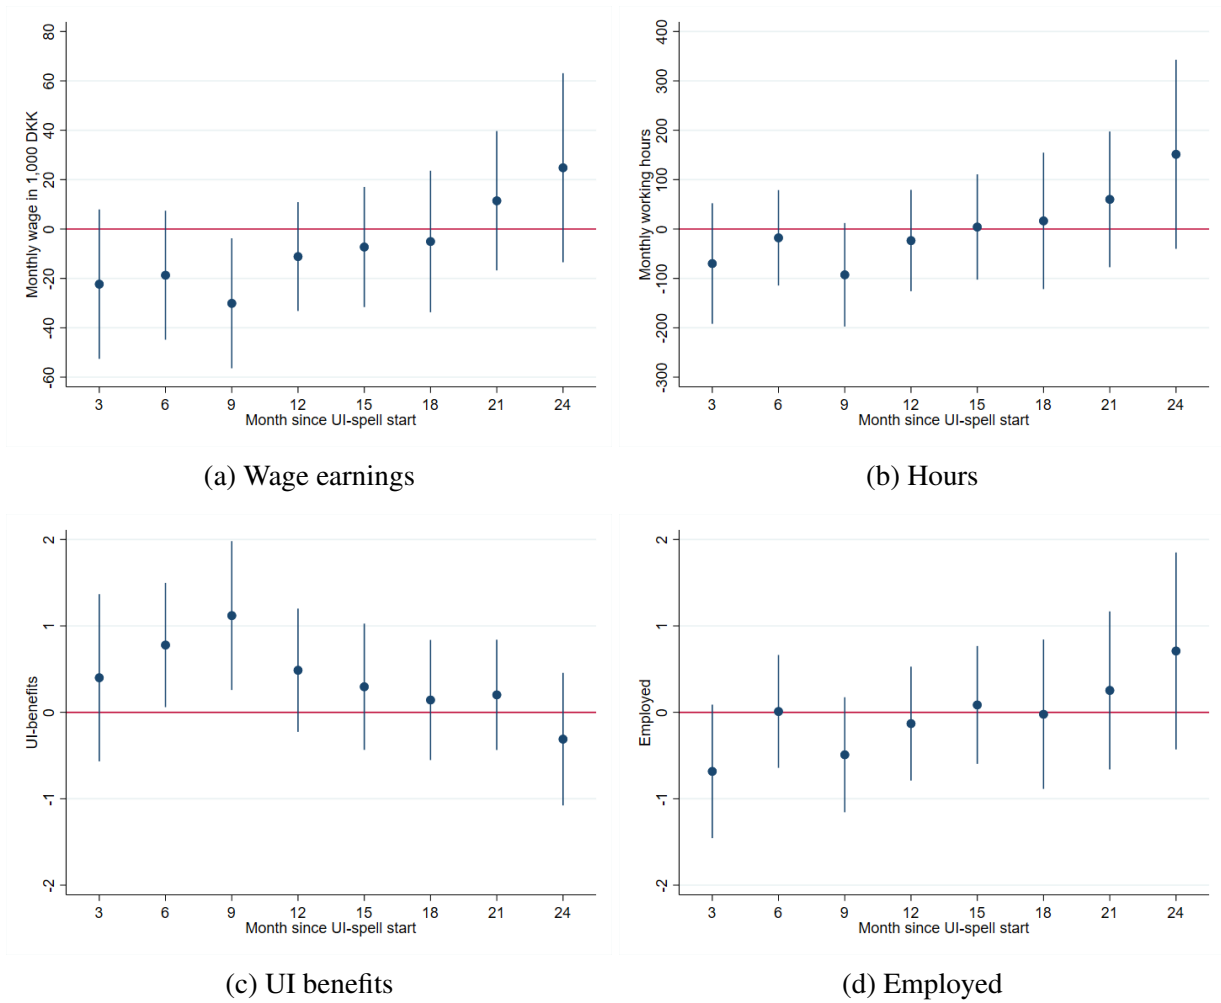 Monthly wage in 1,000 DKK
80
60
40
20
0
-20
-40
-60
3 6 9 12 15 18 21 24
Month since UI-spell start
(a) Wage earnings
Monthly working hours
400
300
200
100
0
-100
-200
-300
3 6 9 12 15 18 21 24
Month since UI-spell start
(b) Hours
UI-benefits
2
1
0
-1
-2
3 6 9 12 15 18 21 24
Month since UI-spell start
(c) UI benefits
Employed
2
1
0
-1
-2
3 6 9 12 15 18 21 24
Month since UI-spell start
(d) Employed